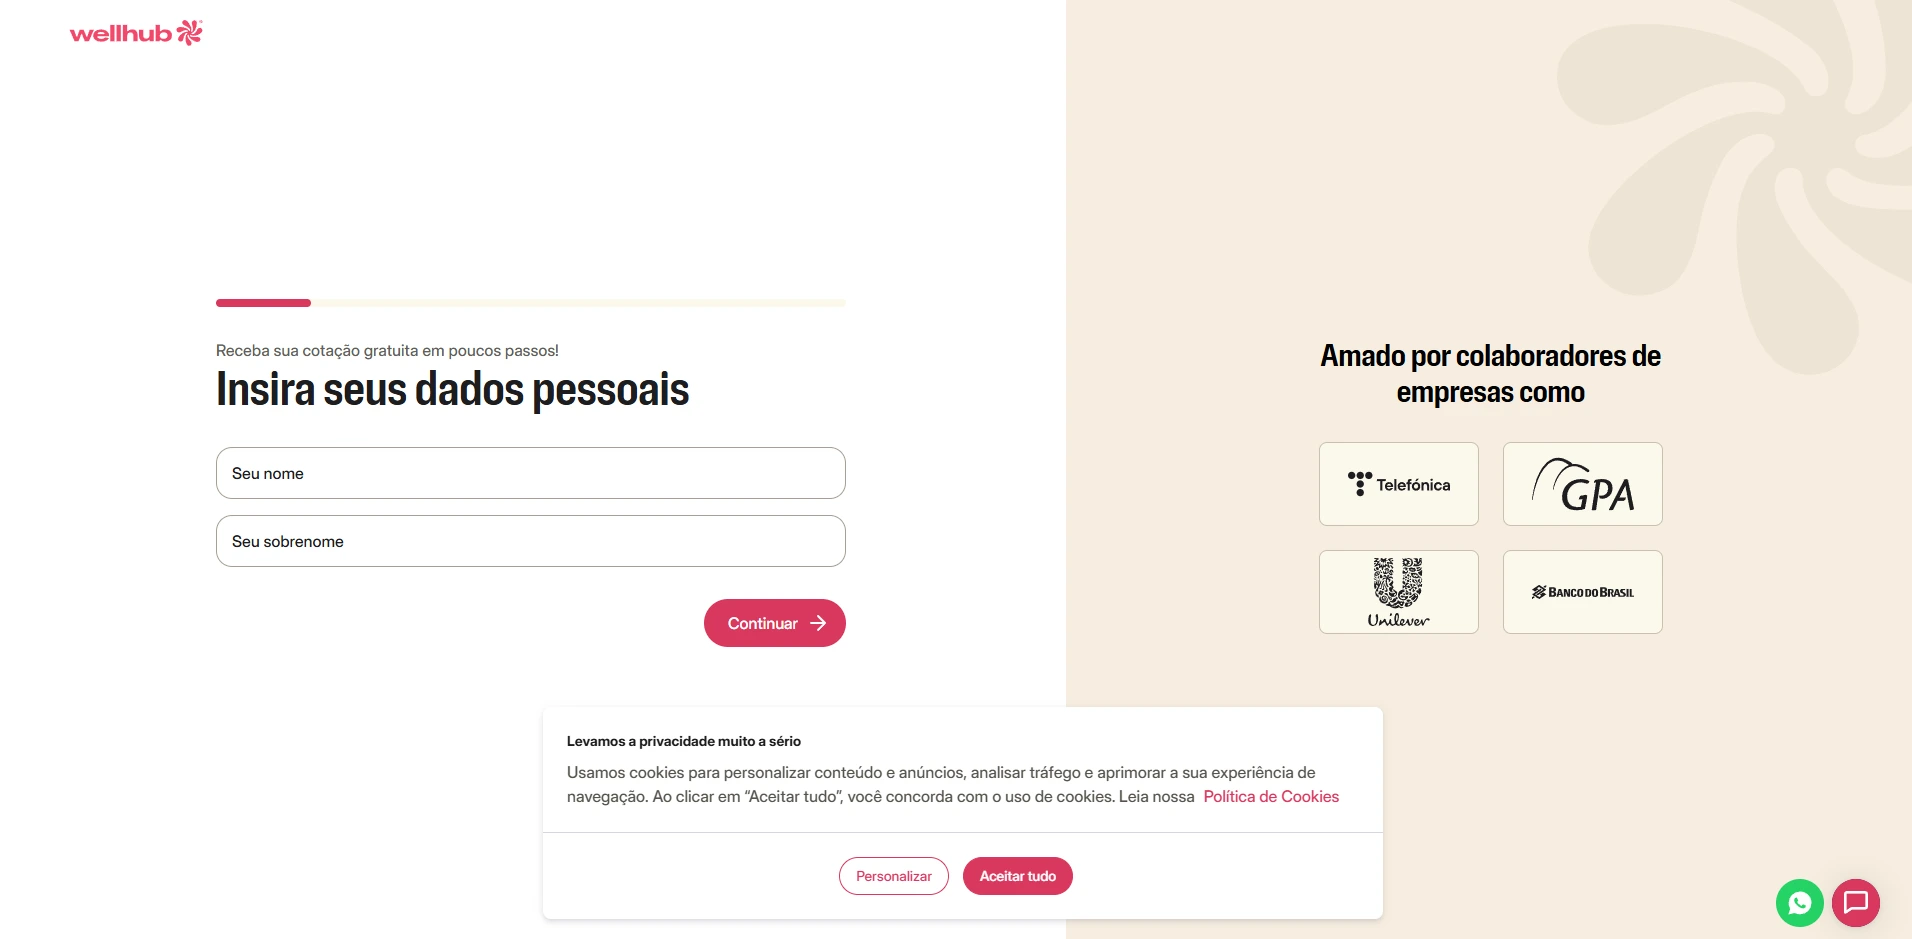 wellhub
Receba sua cotação gratuita em poucos passos!
Insira seus dados pessoais
Seu nome
Seu sobrenome
Continuar
Amado por colaboradores de
empresas como
Telefónica
GPA
Unilever
BANCO DO BRASIL
Levamos a privacidade muito a sério
Usamos cookies para personalizar conteúdo e anúncios, analisar tráfego e aprimorar a sua experiência de
navegação. Ao clicar em “Aceitar tudo”, você concorda com o uso de cookies. Leia nossa Política de Cookies
Personalizar
Aceitar tudo